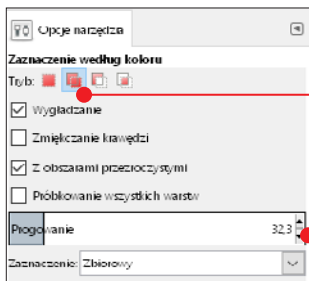 Opcje narzędzia
Zaznaczenie według koloru
Tryb:
Wygładzanie
Zmiękczanie krawędzi
Z obszarami przezroczystymi
Próbkowanie wszystkich warstw
Progowanie 32,3
Zaznaczenie: Zbiorowy